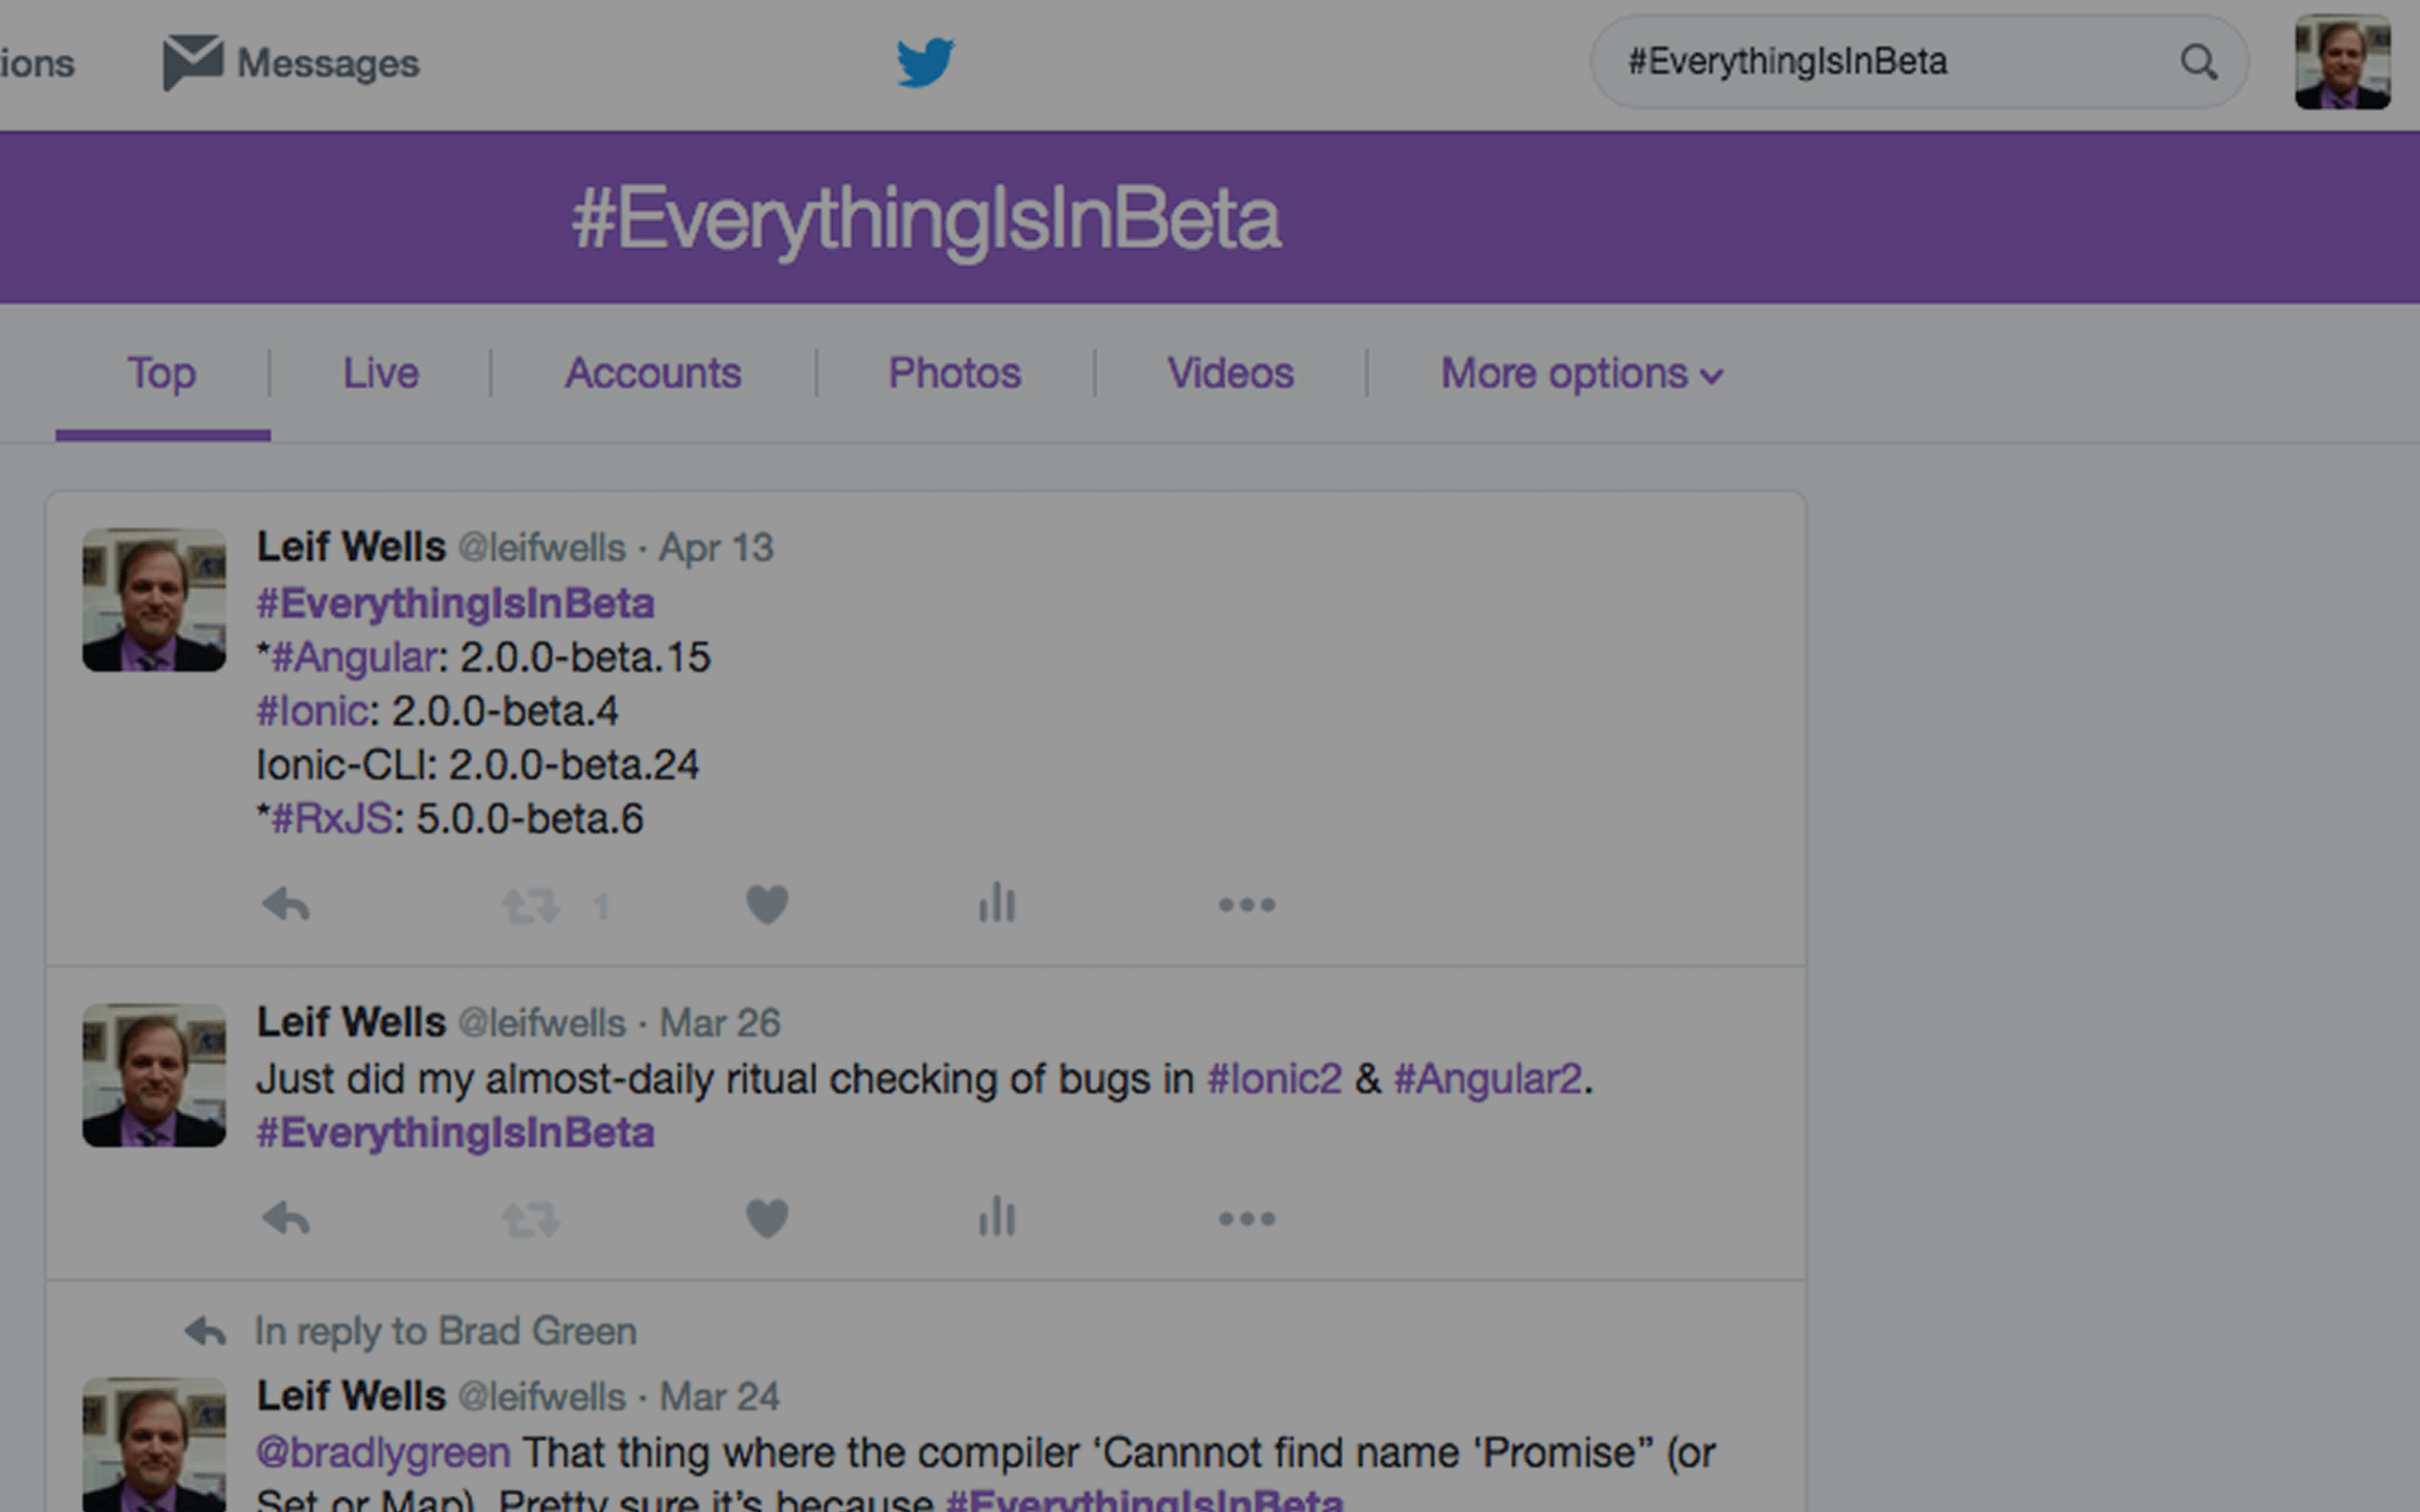 ions Messages #EverythingIsInBeta
#EverythingIsInBeta
Top Live Accounts Photos Videos More options
Leif Wells @leifwells · Apr 13
#EverythingIsInBeta
*#Angular: 2.0.0-beta.15
#Ionic: 2.0.0-beta.4
Ionic-CLI: 2.0.0-beta.24
*#RxJS: 5.0.0-beta.6
1
Leif Wells @leifwells · Mar 26
Just did my almost-daily ritual checking of bugs in #Ionic2 & #Angular2.
#EverythingIsInBeta
In reply to Brad Green
Leif Wells @leifwells · Mar 24
@bradlygreen That thing where the compiler ‘Cannnot find name ‘Promise” (or
Set or Map). Pretty sure it’s because #EverythingIsInBeta